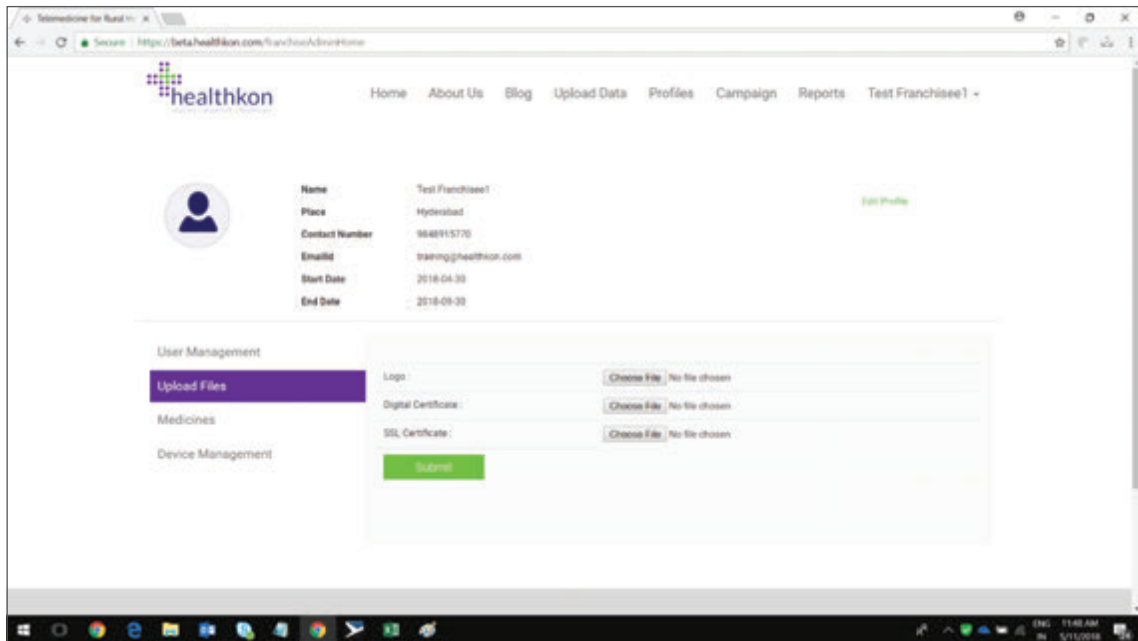 Telemedicine for Rural
Secure https://beta.healthkon.com/franchiseAdminHome
healthkon
Home About Us Blog Upload Data Profiles Campaign Reports Test Franchisee1
Name : Test Franchisee1
Edit Profile
Place : Hyderabad
Contact Number : 9848915770
EmailId : training@healthkon.com
Start Date : 2018-04-30
End Date : 2018-09-30
User Management
Upload Files
Medicines
Device Management
Logo : Choose File No file chosen
Digital Certificate : Choose File No file chosen
SSL Certificate : Choose File No file chosen
Submit
ENG 11:48 AM